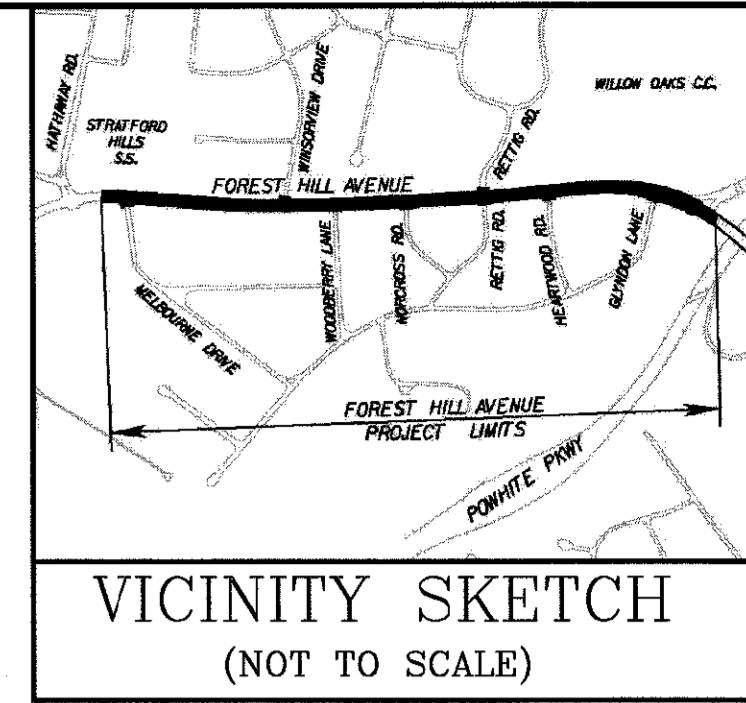 HATHAWAY RD.
STRATFORD
HILLS
S.S.
WINSORVIEW DRIVE
RETTIG RD.
WILLOW OAKS C.C.
FOREST HILL AVENUE
MELBOURNE DRIVE
WOODBERRY LANE
NORCROSS RD.
RETTIG RD.
HEARTWOOD RD.
GLYNDON LANE
FOREST HILL AVENUE
PROJECT LIMITS
POWHITE PKWY
VICINITY SKETCH
(NOT TO SCALE)